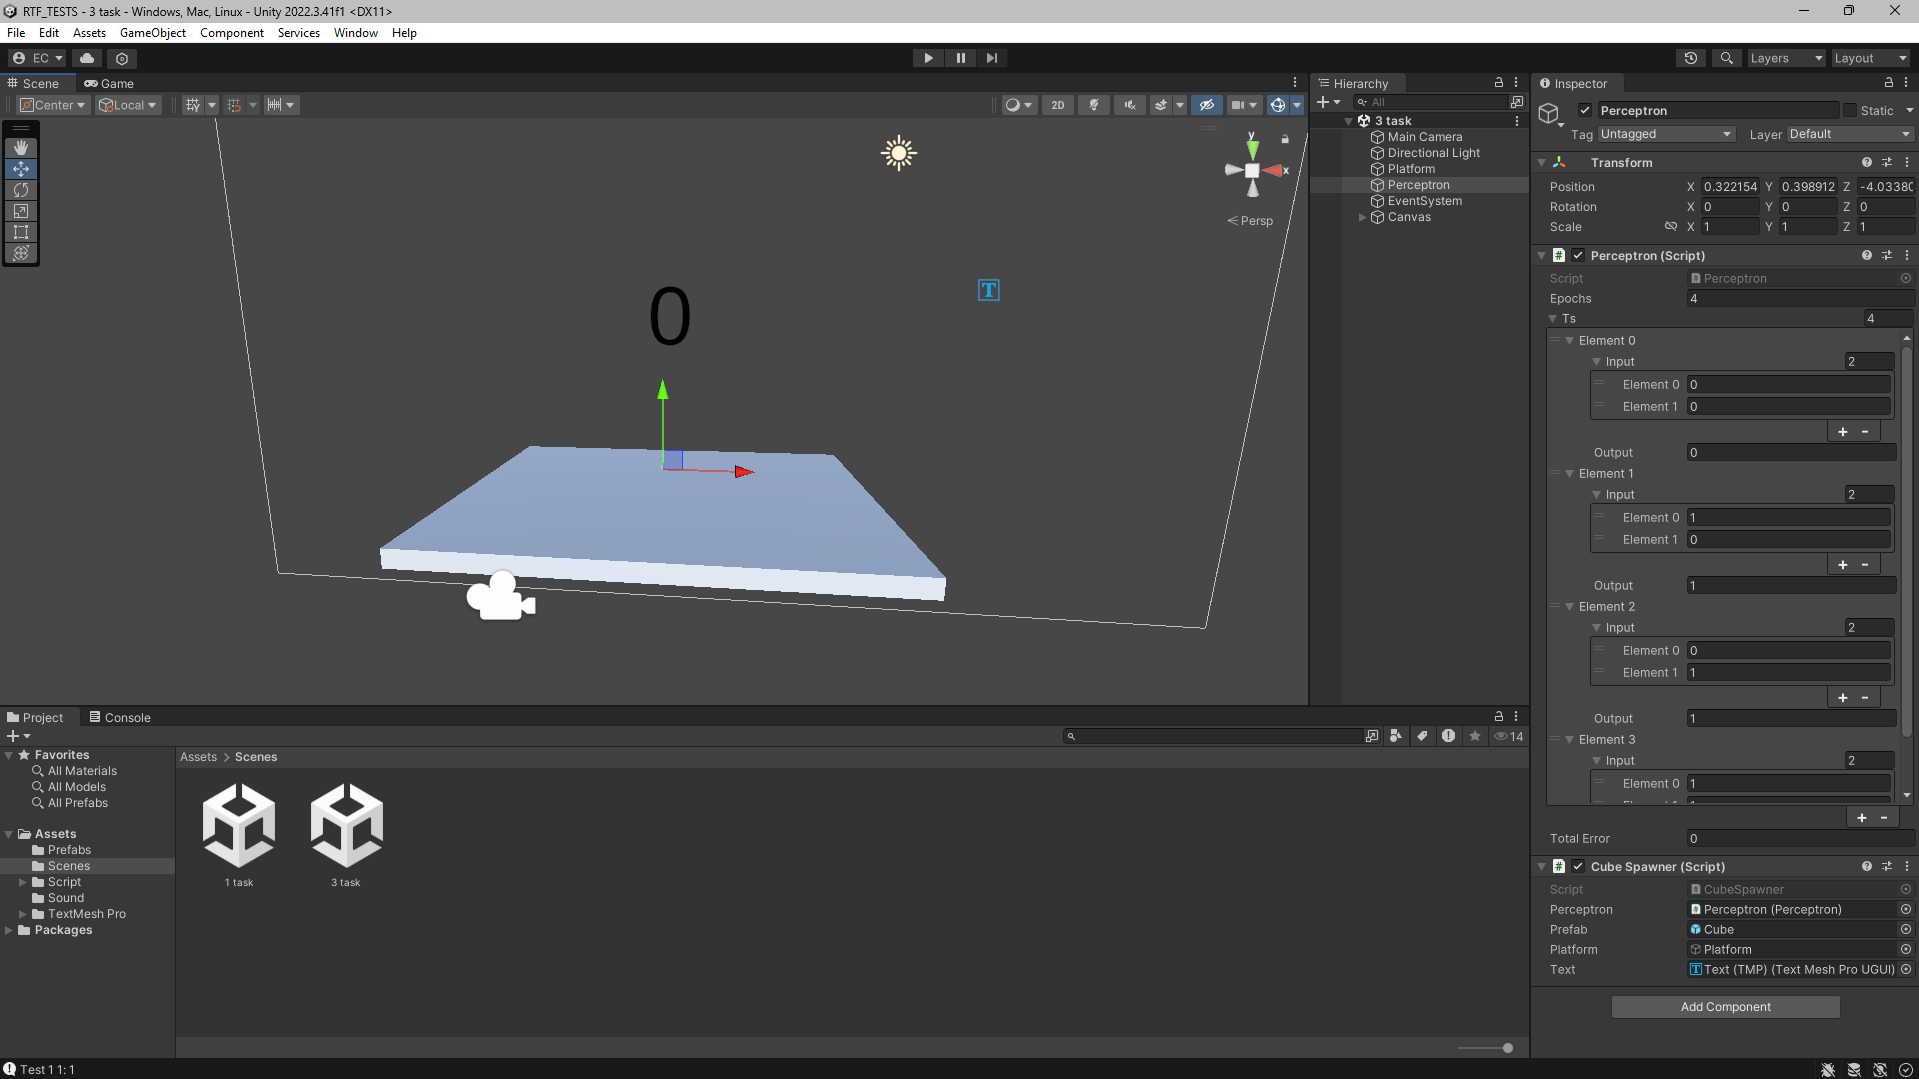 RTF_TESTS - 3 task - Windows, Mac, Linux - Unity 2022.3.41f1 <DX11>
File Edit Assets GameObject Component Services Window Help
EC
Layers Layout
Scene Game
Center Local 2D
0
T
y
x
Persp
Hierarchy
All
3 task
Main Camera
Directional Light
Platform
Perceptron
EventSystem
Canvas
Inspector
Perceptron Static
Tag Untagged Layer Default
Transform
Position X 0.322154 Y 0.398912 Z -4.03380
Rotation X 0 Y 0 Z 0
Scale X 1 Y 1 Z 1
# Perceptron (Script)
Script Perceptron
Epochs 4
Ts 4
Element 0
Input 2
Element 0 0
Element 1 0
+ -
Output 0
Element 1
Input 2
Element 0 1
Element 1 0
+ -
Output 1
Element 2
Input 2
Element 0 0
Element 1 1
+ -
Output 1
Element 3
Input 2
Element 0 1
+ -
Total Error 0
# Cube Spawner (Script)
Script CubeSpawner
Perceptron Perceptron (Perceptron)
Prefab Cube
Platform Platform
Text Text (TMP) (Text Mesh Pro UGUI)
Add Component
Project Console
14
Favorites
All Materials
All Models
All Prefabs
Assets
Prefabs
Scenes
Script
Sound
TextMesh Pro
Packages
Assets > Scenes
1 task 3 task
Test 1 1: 1